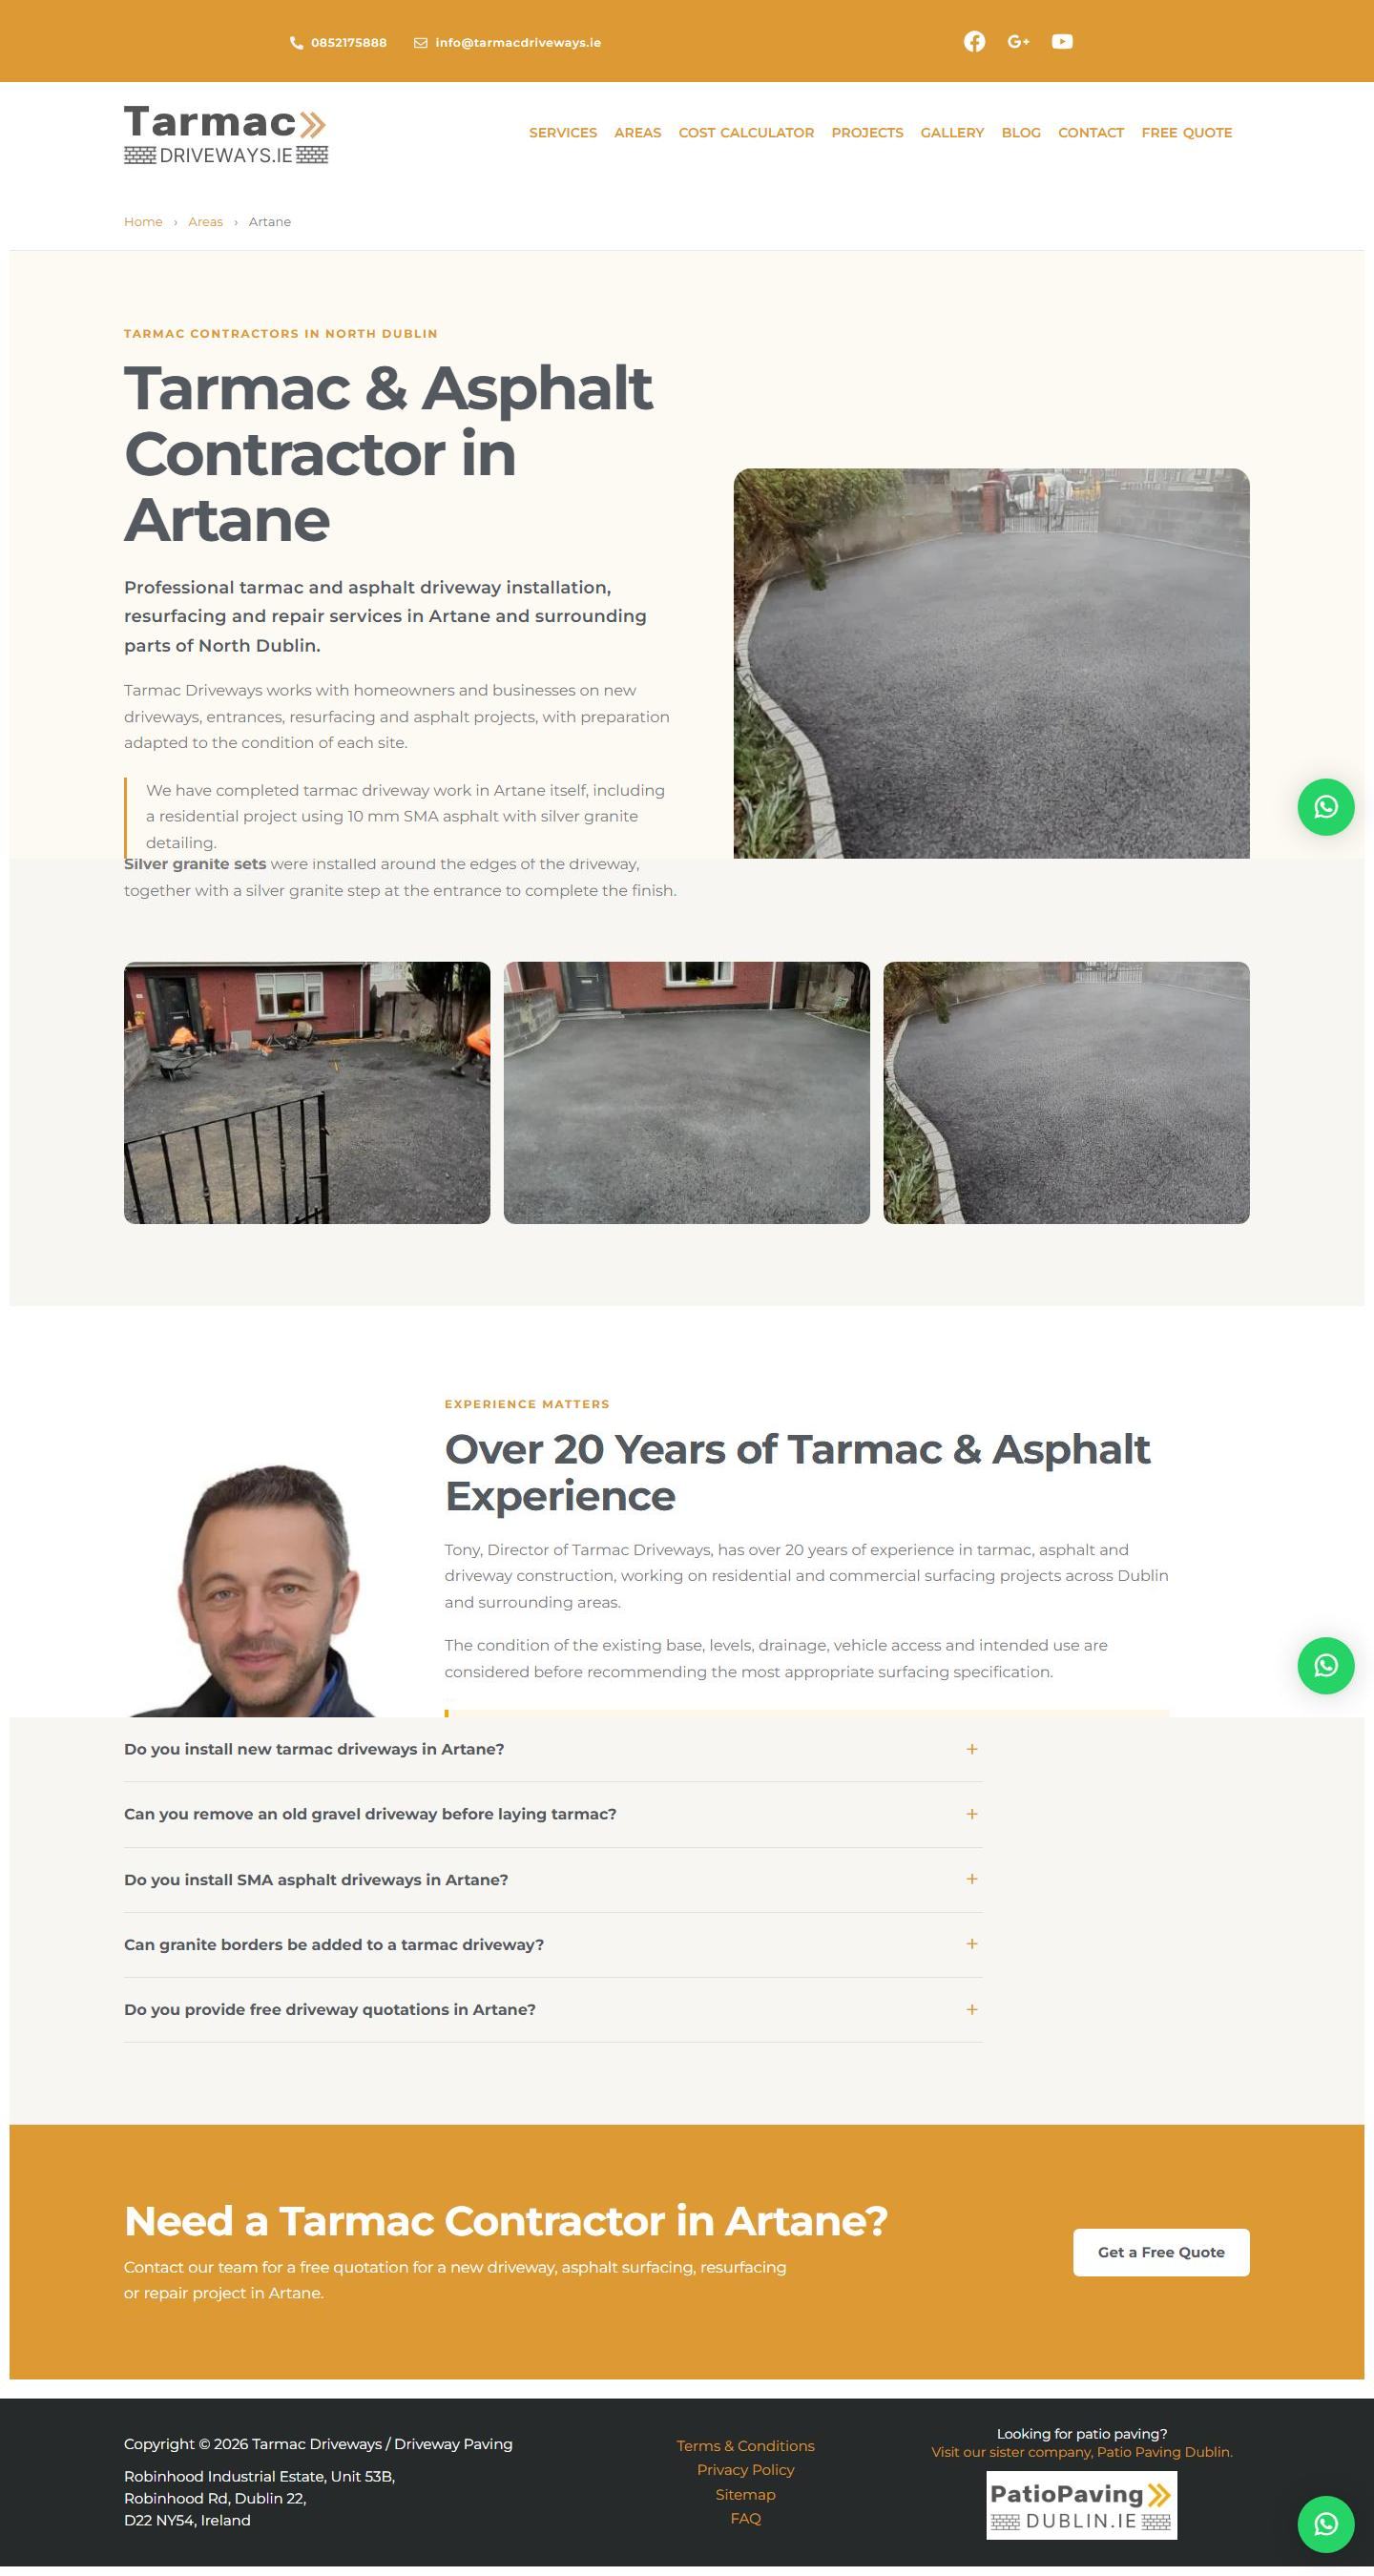 0852175888 info@tarmacdriveways.ie
Tarmac
DRIVEWAYS.IE
SERVICES AREAS COST CALCULATOR PROJECTS GALLERY BLOG CONTACT FREE QUOTE
Home › Areas › Artane
TARMAC CONTRACTORS IN NORTH DUBLIN
Tarmac & Asphalt
Contractor in
Artane
Professional tarmac and asphalt driveway installation,
resurfacing and repair services in Artane and surrounding
parts of North Dublin.
Tarmac Driveways works with homeowners and businesses on new
driveways, entrances, resurfacing and asphalt projects, with preparation
adapted to the condition of each site.
We have completed tarmac driveway work in Artane itself, including
a residential project using 10 mm SMA asphalt with silver granite
detailing.
Silver granite sets were installed around the edges of the driveway,
together with a silver granite step at the entrance to complete the finish.
EXPERIENCE MATTERS
Over 20 Years of Tarmac & Asphalt
Experience
Tony, Director of Tarmac Driveways, has over 20 years of experience in tarmac, asphalt and
driveway construction, working on residential and commercial surfacing projects across Dublin
and surrounding areas.
The condition of the existing base, levels, drainage, vehicle access and intended use are
considered before recommending the most appropriate surfacing specification.
Do you install new tarmac driveways in Artane? +
Can you remove an old gravel driveway before laying tarmac? +
Do you install SMA asphalt driveways in Artane? +
Can granite borders be added to a tarmac driveway? +
Do you provide free driveway quotations in Artane? +
Need a Tarmac Contractor in Artane?
Contact our team for a free quotation for a new driveway, asphalt surfacing, resurfacing
or repair project in Artane.
Get a Free Quote
Copyright © 2026 Tarmac Driveways / Driveway Paving
Robinhood Industrial Estate, Unit 53B,
Robinhood Rd, Dublin 22,
D22 NY54, Ireland
Terms & Conditions
Privacy Policy
Sitemap
FAQ
Looking for patio paving?
Visit our sister company, Patio Paving Dublin.
PatioPaving
DUBLIN.IE